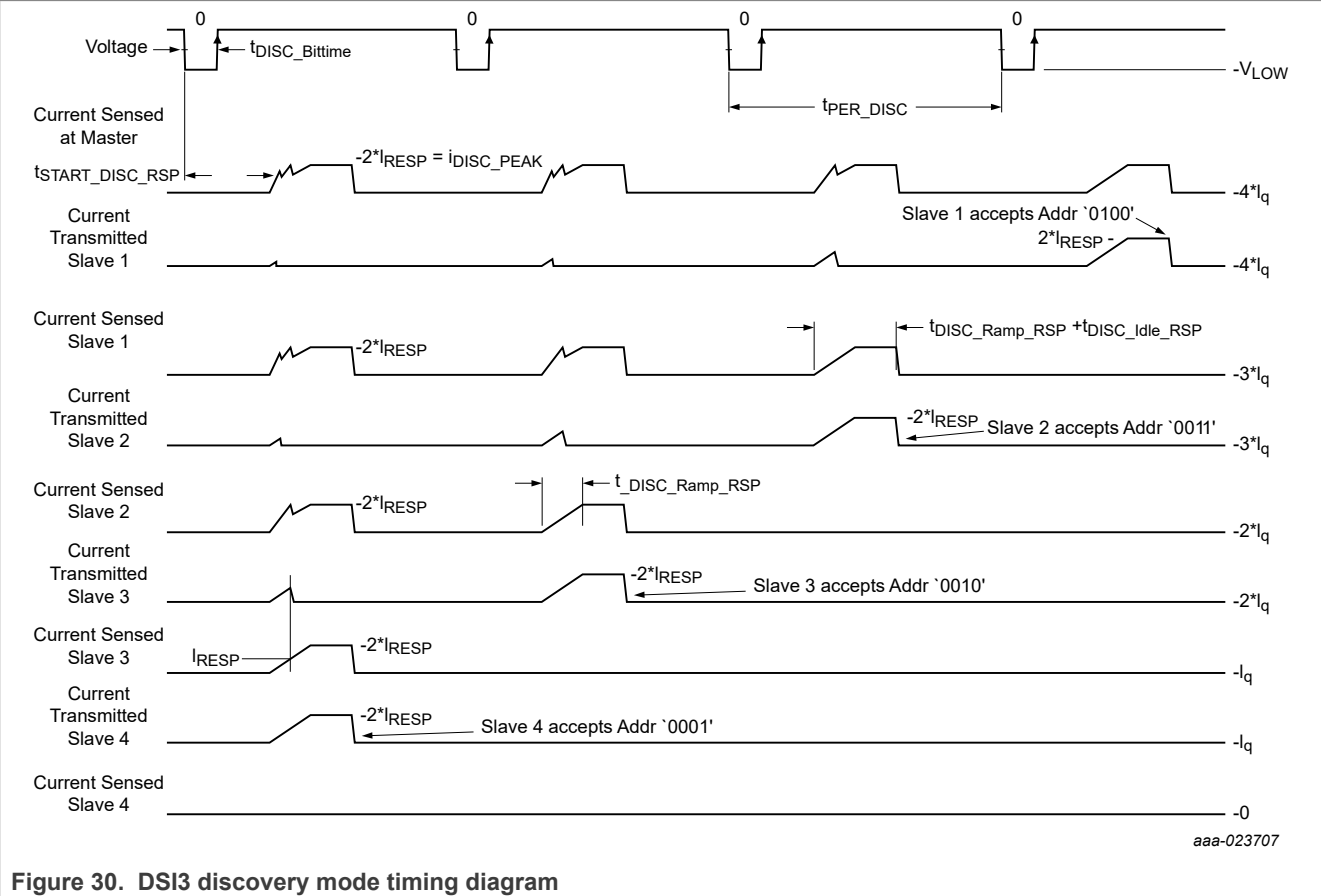 0 0 0 0
Voltage
tDISC_Bittime
-VLOW
tPER_DISC
Current Sensed
at Master
-2*IRESP = iDISC_PEAK
tSTART_DISC_RSP
-4*Iq
Current
Transmitted
Slave 1
Slave 1 accepts Addr `0100'
2*IRESP -
-4*Iq
Current Sensed
Slave 1
tDISC_Ramp_RSP +tDISC_Idle_RSP
-2*IRESP
-3*Iq
Current
Transmitted
Slave 2
-2*IRESP
Slave 2 accepts Addr `0011'
-3*Iq
Current Sensed
Slave 2
t_DISC_Ramp_RSP
-2*IRESP
-2*Iq
Current
Transmitted
Slave 3
-2*IRESP
Slave 3 accepts Addr `0010'
-2*Iq
Current Sensed
Slave 3
IRESP
-2*IRESP
-Iq
Current
Transmitted
Slave 4
-2*IRESP
Slave 4 accepts Addr `0001'
-Iq
Current Sensed
Slave 4
-0
aaa-023707
Figure 30. DSI3 discovery mode timing diagram